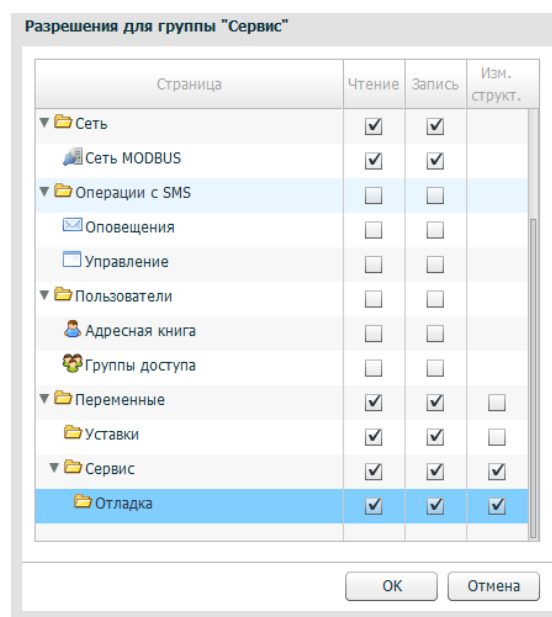 Разрешения для группы "Сервис"
Страница Чтение Запись Изм. структ.
Сеть
Сеть MODBUS
Операции с SMS
Оповещения
Управление
Пользователи
Адресная книга
Группы доступа
Переменные
Уставки
Сервис
Отладка
OK Отмена